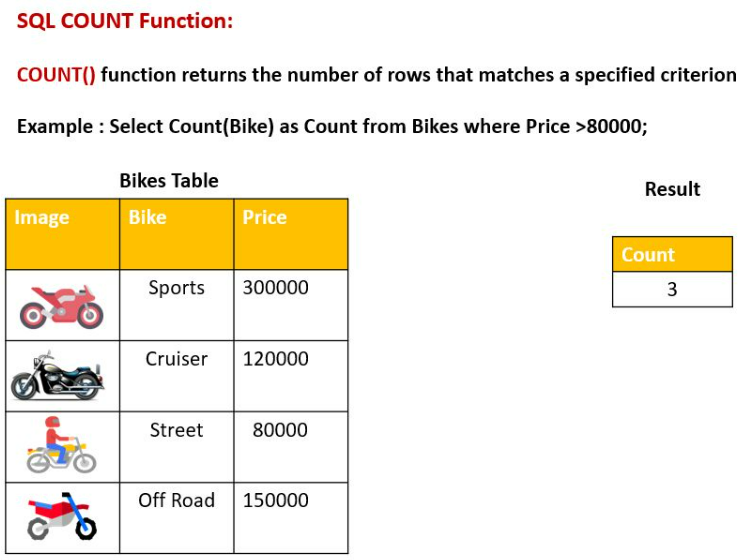 SQL COUNT Function:
COUNT() function returns the number of rows that matches a specified criterion
Example : Select Count(Bike) as Count from Bikes where Price >80000;
Bikes Table
Image Bike Price
Sports 300000
Cruiser 120000
Street 80000
Off Road 150000
Result
Count
3